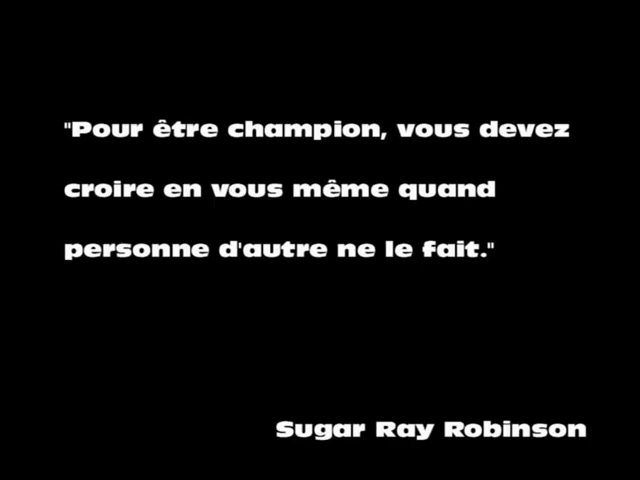 "Pour être champion, vous devez
croire en vous même quand
personne d'autre ne le fait."
Sugar Ray Robinson